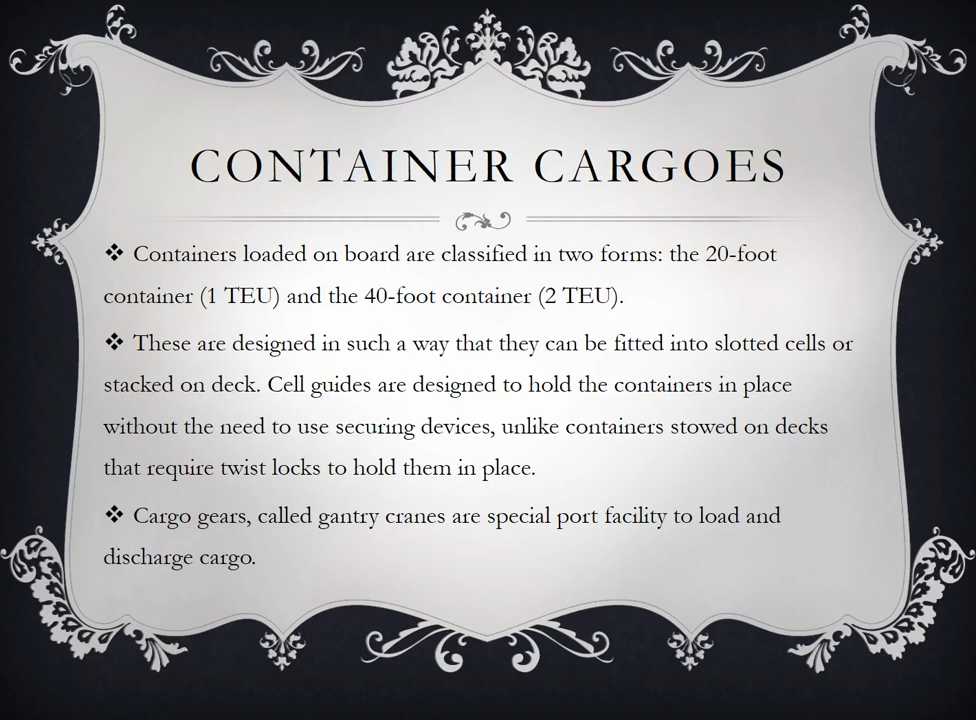 CONTAINER CARGOES
❖ Containers loaded on board are classified in two forms: the 20-foot
container (1 TEU) and the 40-foot container (2 TEU).
❖ These are designed in such a way that they can be fitted into slotted cells or
stacked on deck. Cell guides are designed to hold the containers in place
without the need to use securing devices, unlike containers stowed on decks
that require twist locks to hold them in place.
❖ Cargo gears, called gantry cranes are special port facility to load and
discharge cargo.